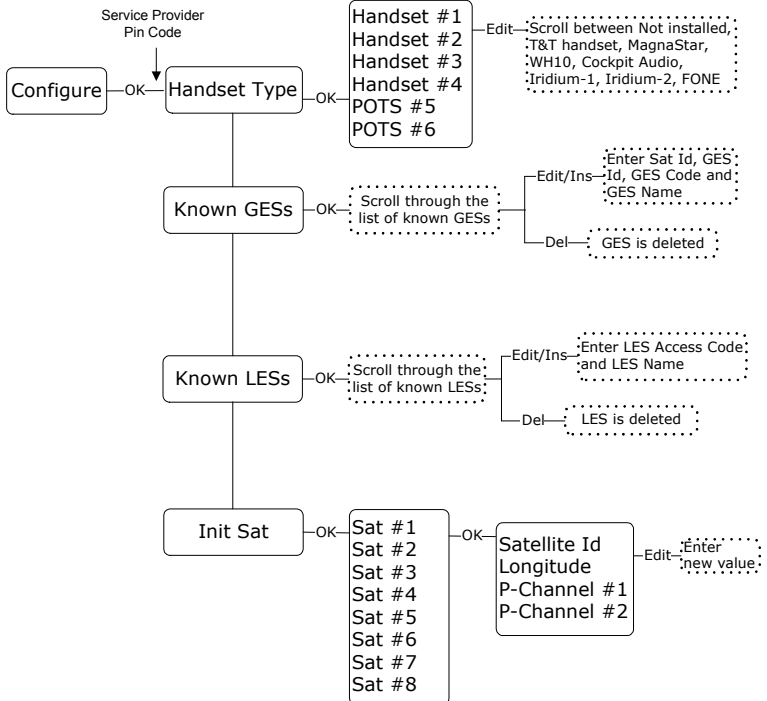 Service Provider
Pin Code
Configure
OK
Handset Type
OK
Handset #1
Handset #2
Handset #3
Handset #4
POTS #5
POTS #6
Edit
Scroll between Not installed,
T&T handset, MagnaStar,
WH10, Cockpit Audio,
Iridium-1, Iridium-2, FONE
Known GESs
OK
Scroll through the
list of known GESs
Edit/Ins
Enter Sat Id, GES
Id, GES Code and
GES Name
Del
GES is deleted
Known LESs
OK
Scroll through the
list of known LESs
Edit/Ins
Enter LES Access Code
and LES Name
Del
LES is deleted
Init Sat
OK
Sat #1
Sat #2
Sat #3
Sat #4
Sat #5
Sat #6
Sat #7
Sat #8
OK
Satellite Id
Longitude
P-Channel #1
P-Channel #2
Edit
Enter
new value